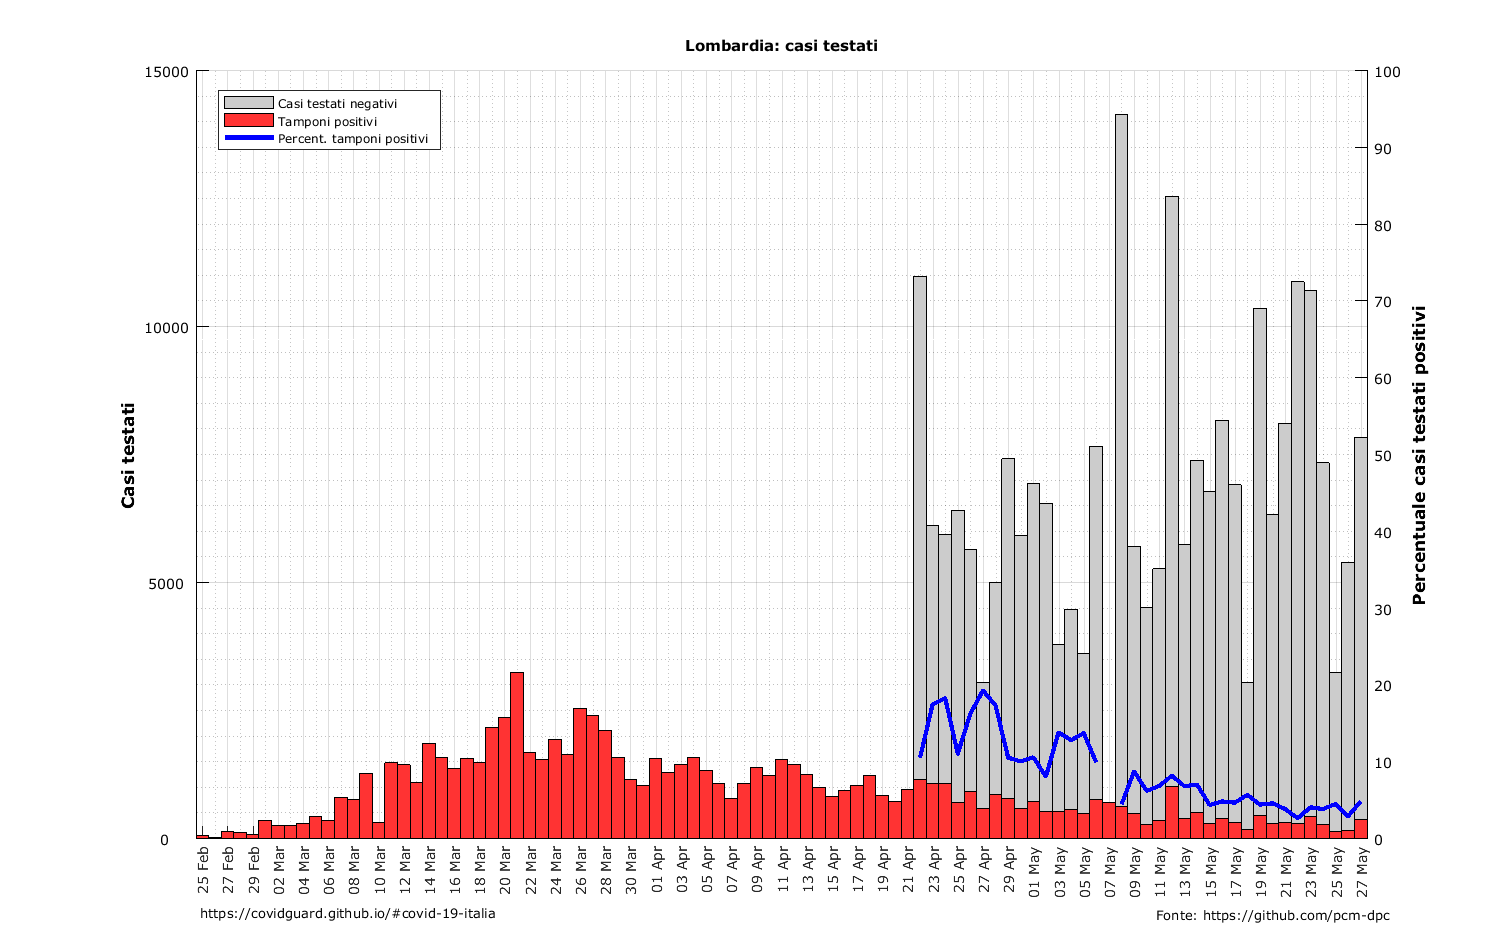 Lombardia: casi testati
Casi testati negativi
Tamponi positivi
Percent. tamponi positivi
Casi testati
15000
10000
5000
0
Percentuale casi testati positivi
100
90
80
70
60
50
40
30
20
10
0
25 Feb
27 Feb
29 Feb
02 Mar
04 Mar
06 Mar
08 Mar
10 Mar
12 Mar
14 Mar
16 Mar
18 Mar
20 Mar
22 Mar
24 Mar
26 Mar
28 Mar
30 Mar
01 Apr
03 Apr
05 Apr
07 Apr
09 Apr
11 Apr
13 Apr
15 Apr
17 Apr
19 Apr
21 Apr
23 Apr
25 Apr
27 Apr
29 Apr
01 May
03 May
05 May
07 May
09 May
11 May
13 May
15 May
17 May
19 May
21 May
23 May
25 May
27 May
https://covidguard.github.io/#covid-19-italia
Fonte: https://github.com/pcm-dpc